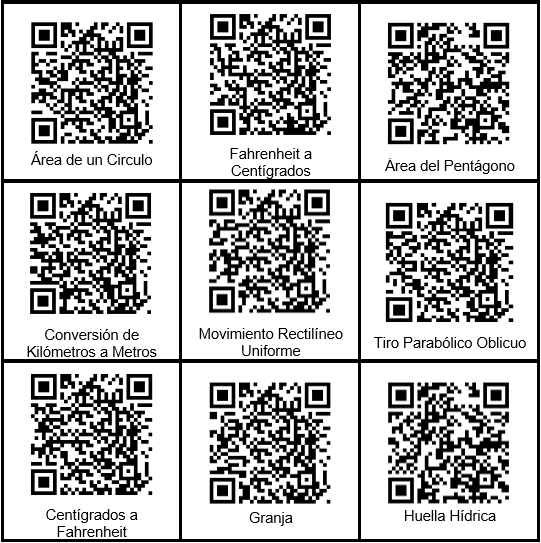 Área de un Circulo
Fahrenheit a
Centígrados
Área del Pentágono
Conversión de
Kilómetros a Metros
Movimiento Rectilíneo
Uniforme
Tiro Parabólico Oblicuo
Centígrados a
Fahrenheit
Granja
Huella Hídrica